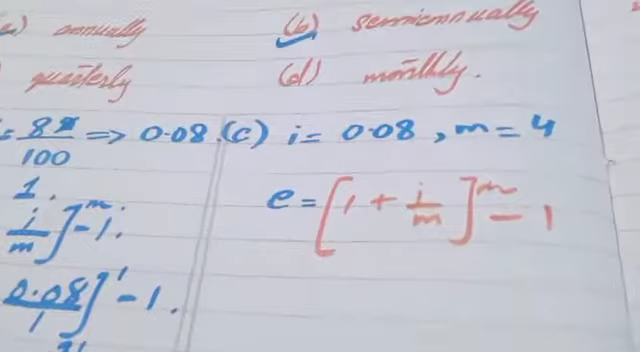 a) annually (b) semiannually
) quarterly (d) monthly.
= 8%/100 => 0.08. (c) i = 0.08, m = 4
1.
i/m]^m - 1. e = [1 + i/m]^m - 1
0.08/1]^1 - 1.